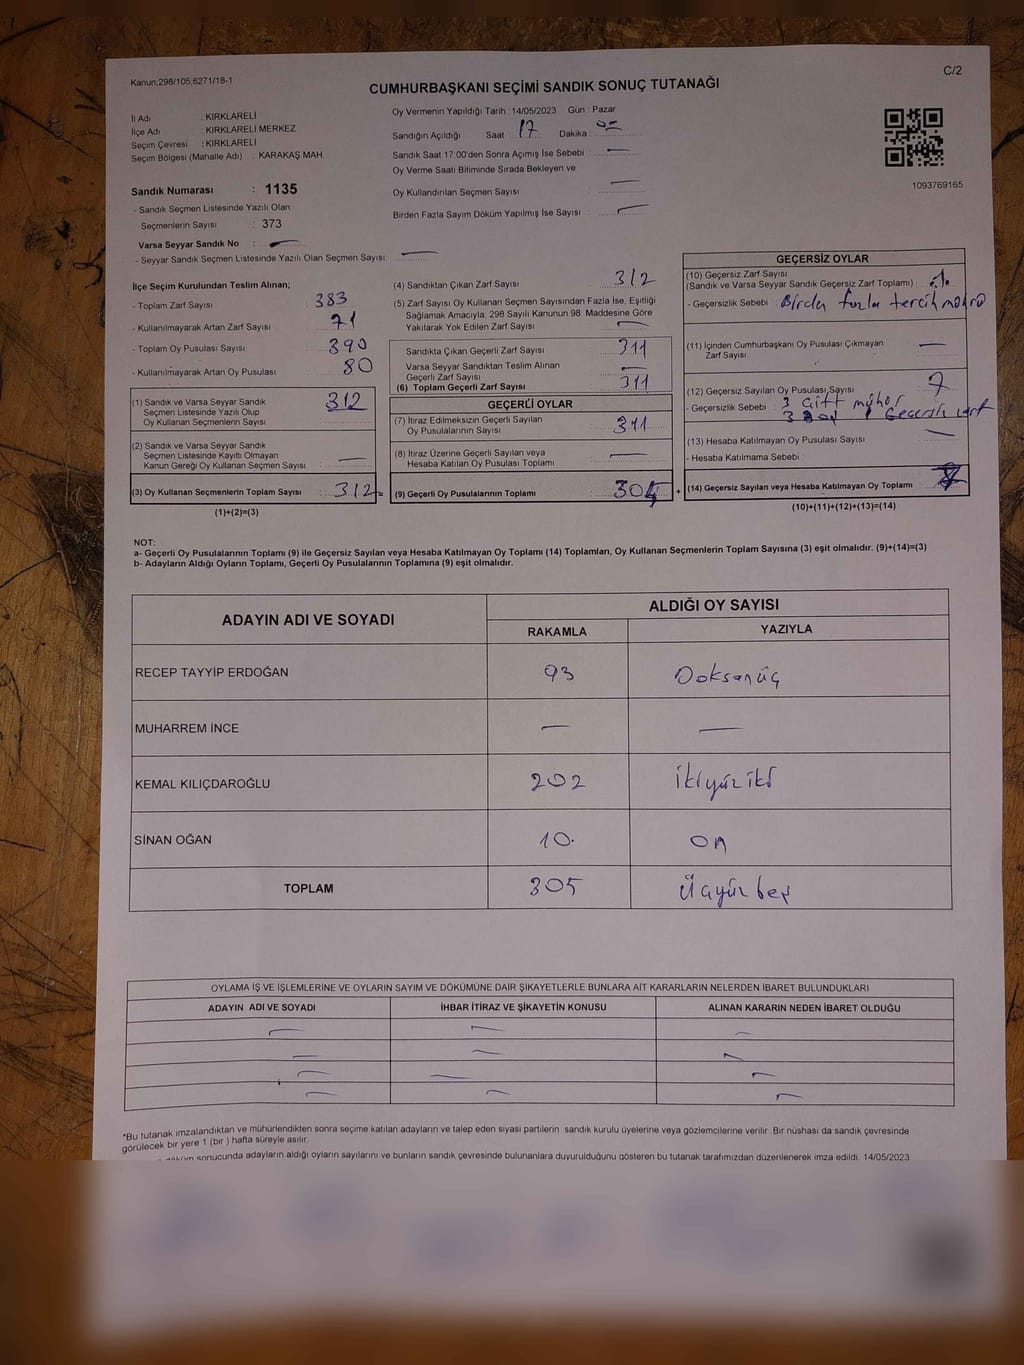 Kanun:298/105;6271/18-1
C/2
CUMHURBAŞKANI SEÇİMİ SANDIK SONUÇ TUTANAĞI
İl Adı : KIRKLARELİ
İlçe Adı : KIRKLARELİ MERKEZ
Seçim Çevresi : KIRKLARELİ
Seçim Bölgesi (Mahalle Adı) : KARAKAŞ MAH
Sandık Numarası : 1135
- Sandık Seçmen Listesinde Yazılı Olan
Seçmenlerin Sayısı : 373
Varsa Seyyar Sandık No : —
- Seyyar Sandık Seçmen Listesinde Yazılı Olan Seçmen Sayısı: —
Oy Vermenin Yapıldığı Tarih : 14/05/2023 Gün : Pazar
Sandığın Açıldığı Saat : 17 Dakika :
Sandık Saat 17:00'den Sonra Açımış İse Sebebi : —
Oy Verme Saati Bitiminde Sırada Bekleyen ve
Oy Kullandırılan Seçmen Sayısı : —
Birden Fazla Sayım Döküm Yapılmış İse Sayısı : —
1093769165
İlçe Seçim Kurulundan Teslim Alınan;
- Toplam Zarf Sayısı : 383
- Kullanılmayarak Artan Zarf Sayısı : 71
- Toplam Oy Pusulası Sayısı : 390
- Kullanılmayarak Artan Oy Pusulası : 80
(1) Sandık ve Varsa Seyyar Sandık
Seçmen Listesinde Yazılı Olup
Oy Kullanan Seçmenlerin Sayısı : 312
(2) Sandık ve Varsa Seyyar Sandık
Seçmen Listesinde Kayıtlı Olmayan
Kanun Gereği Oy Kullanan Seçmen Sayısı : —
(3) Oy Kullanan Seçmenlerin Toplam Sayısı : 312 =
(1)+(2)=(3)
(4) Sandıktan Çıkan Zarf Sayısı : 312
(5) Zarf Sayısı Oy Kullanan Seçmen Sayısından Fazla İse, Eşitliği
Sağlamak Amacıyla; 298 Sayılı Kanunun 98. Maddesine Göre
Yakılarak Yok Edilen Zarf Sayısı : —
Sandıkta Çıkan Geçerli Zarf Sayısı : 311
Varsa Seyyar Sandıktan Teslim Alınan
Geçerli Zarf Sayısı : —
(6) Toplam Geçerli Zarf Sayısı : 311
GEÇERLİ OYLAR
(7) İtiraz Edilmeksizin Geçerli Sayılan
Oy Pusulalarının Sayısı : 311
(8) İtiraz Üzerine Geçerli Sayılan veya
Hesaba Katılan Oy Pusulası Toplamı : —
(9) Geçerli Oy Pusulalarının Toplamı : 305 +
GEÇERSİZ OYLAR
(10) Geçersiz Zarf Sayısı
(Sandık ve Varsa Seyyar Sandık Geçersiz Zarf Toplamı) :
- Geçersizlik Sebebi : Birden fazla tercih
(11) İçinden Cumhurbaşkanı Oy Pusulası Çıkmayan
Zarf Sayısı : —
(12) Geçersiz Sayılan Oy Pusulası Sayısı : 7
- Geçersizlik Sebebi : 3 çift mühür
(13) Hesaba Katılmayan Oy Pusulası Sayısı : —
- Hesaba Katılmama Sebebi :
(14) Geçersiz Sayılan veya Hesaba Katılmayan Oy Toplamı :
(10)+(11)+(12)+(13)=(14)
NOT:
a- Geçerli Oy Pusulalarının Toplamı (9) ile Geçersiz Sayılan veya Hesaba Katılmayan Oy Toplamı (14) Toplamları, Oy Kullanan Seçmenlerin Toplam Sayısına (3) eşit olmalıdır. (9)+(14)=(3)
b- Adayların Aldığı Oyların Toplamı, Geçerli Oy Pusulalarının Toplamına (9) eşit olmalıdır.
ADAYIN ADI VE SOYADI
ALDIĞI OY SAYISI
RAKAMLA YAZIYLA
RECEP TAYYİP ERDOĞAN 93 Doksanüç
MUHARREM İNCE — —
KEMAL KILIÇDAROĞLU 202 İkiyüziki
SİNAN OĞAN 10 on
TOPLAM 305 Üçyüz beş
OYLAMA İŞ VE İŞLEMLERİNE VE OYLARIN SAYIM VE DÖKÜMÜNE DAİR ŞİKAYETLERLE BUNLARA AİT KARARLARIN NELERDEN İBARET BULUNDUKLARI
ADAYIN ADI VE SOYADI İHBAR İTİRAZ VE ŞİKAYETİN KONUSU ALINAN KARARIN NEDEN İBARET OLDUĞU
— — —
— — —
— — —
— — —
*Bu tutanak imzalandıktan ve mühürlendikten sonra seçime katılan adayların ve talep eden siyasi partilerin sandık kurulu üyelerine veya gözlemcilerine verilir. Bir nüshası da sandık çevresinde
görülecek bir yere 1 (bir ) hafta süreyle asılır.
döküm sonucunda adayların aldığı oyların sayılarını ve bunların sandık çevresinde bulunanlara duyurulduğunu gösteren bu tutanak tarafımızdan düzenlenerek imza edildi. 14/05/2023